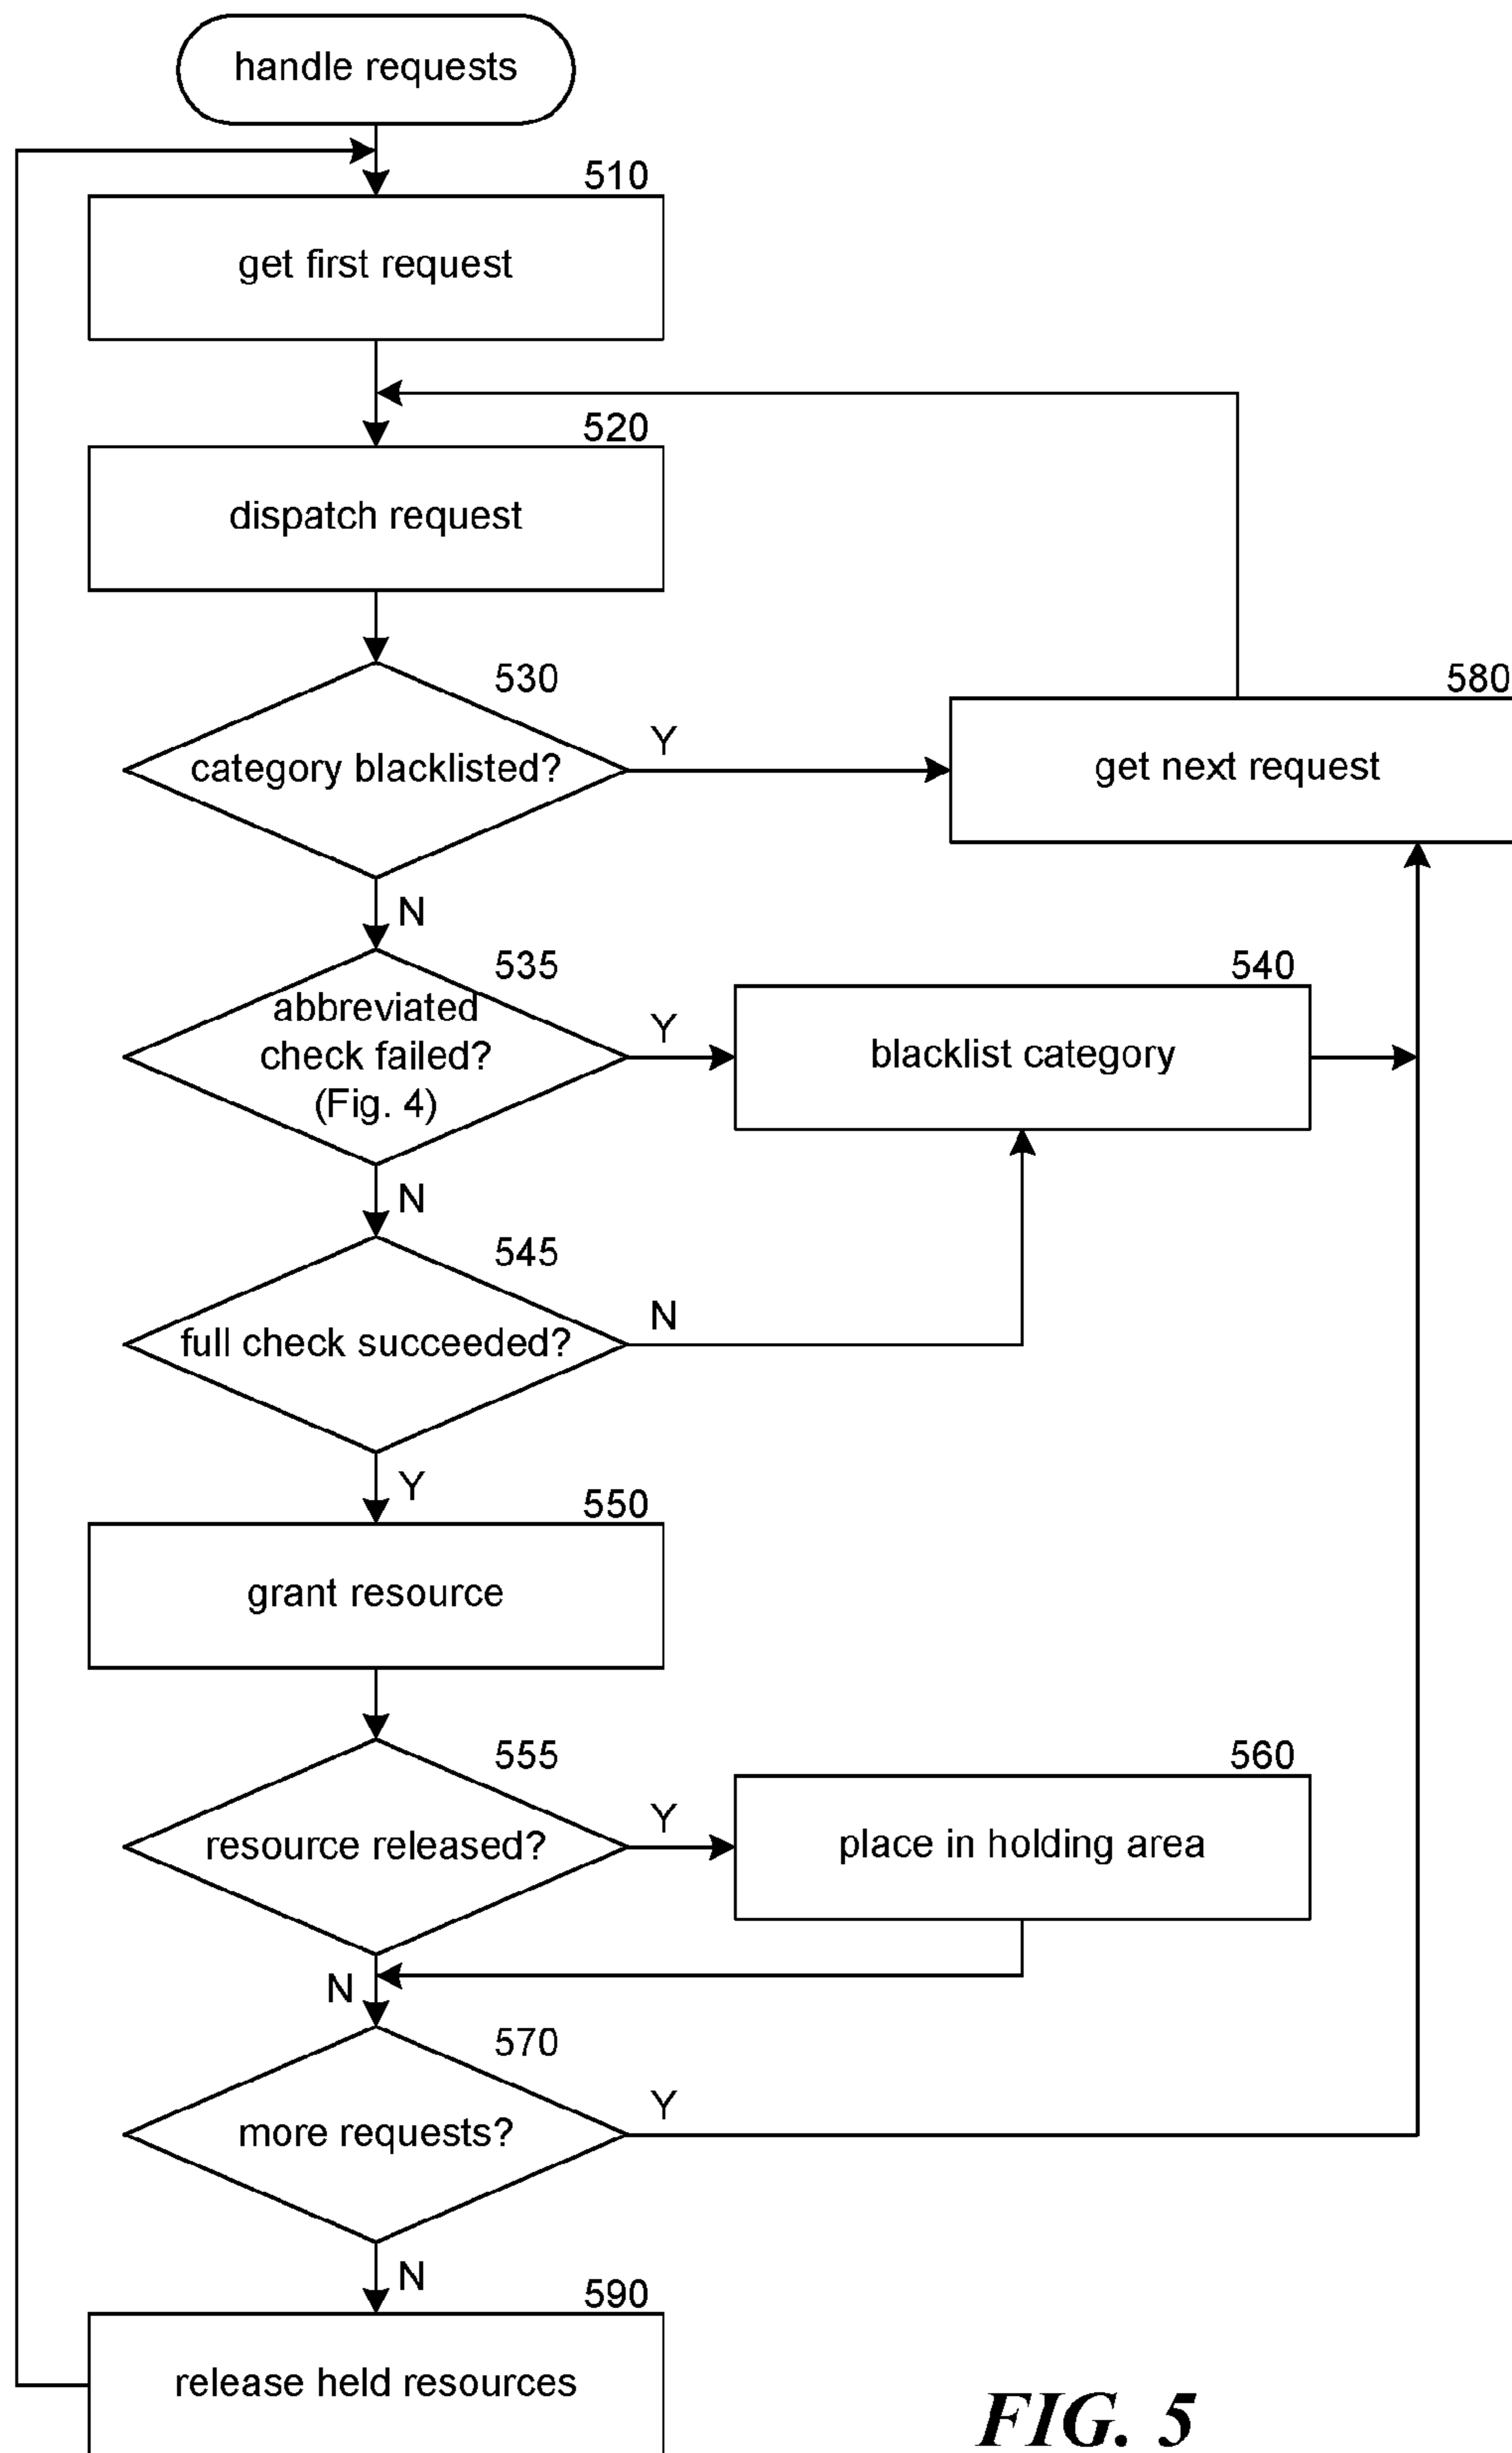 handle requests
510
get first request
520
dispatch request
530
category blacklisted?
Y
580
get next request
N
535
abbreviated
check failed?
(Fig. 4)
Y
540
blacklist category
N
545
full check succeeded?
N
Y
550
grant resource
555
resource released?
Y
560
place in holding area
N
570
more requests?
Y
N
590
release held resources
FIG. 5